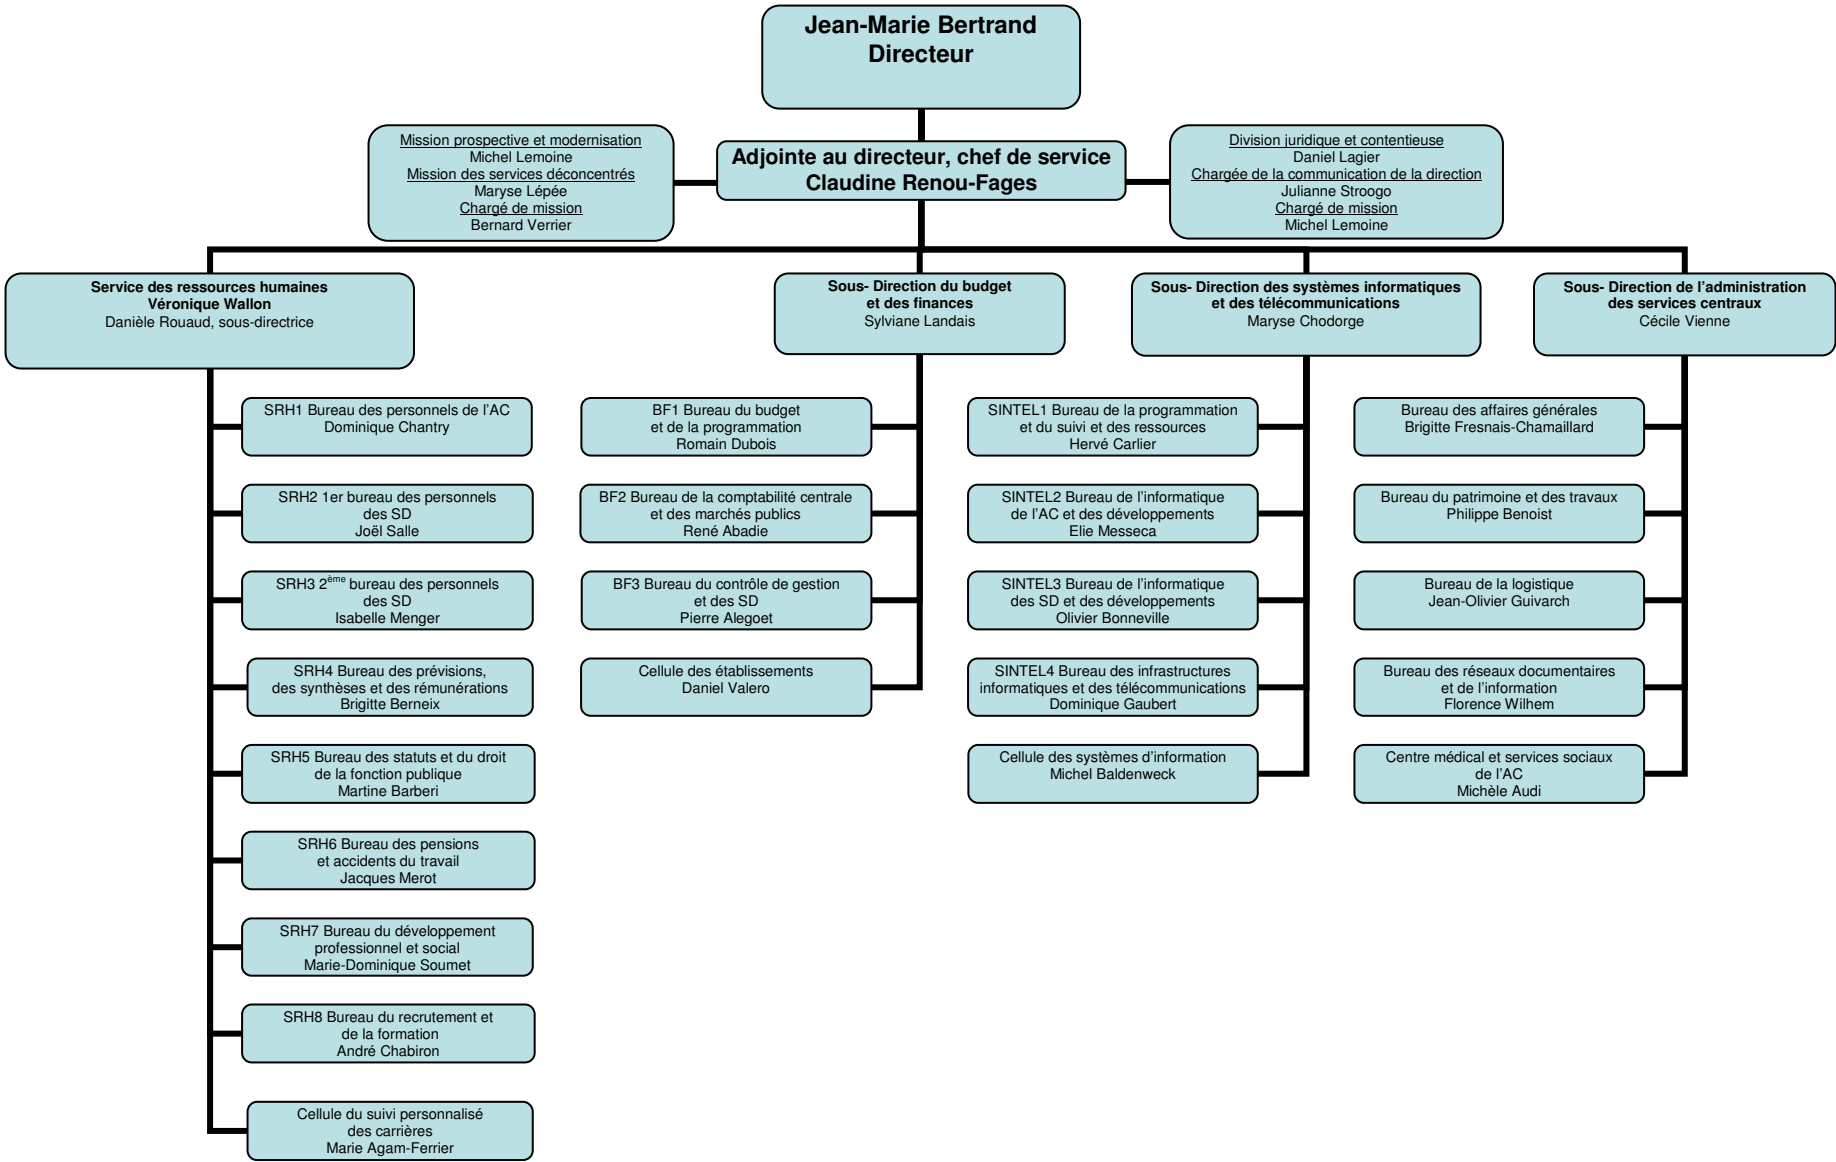 Jean-Marie Bertrand
Directeur
Mission prospective et modernisation
Michel Lemoine
Mission des services déconcentrés
Maryse Lépée
Chargé de mission
Bernard Verrier
Adjointe au directeur, chef de service
Claudine Renou-Fages
Division juridique et contentieuse
Daniel Lagier
Chargée de la communication de la direction
Julianne Stroogo
Chargé de mission
Michel Lemoine
Service des ressources humaines
Véronique Wallon
Danièle Rouaud, sous-directrice
Sous- Direction du budget
et des finances
Sylviane Landais
Sous- Direction des systèmes informatiques
et des télécommunications
Maryse Chodorge
Sous- Direction de l'administration
des services centraux
Cécile Vienne
SRH1 Bureau des personnels de l'AC
Dominique Chantry
SRH2 1er bureau des personnels
des SD
Joël Salle
SRH3 2ème bureau des personnels
des SD
Isabelle Menger
SRH4 Bureau des prévisions,
des synthèses et des rémunérations
Brigitte Berneix
SRH5 Bureau des statuts et du droit
de la fonction publique
Martine Barberi
SRH6 Bureau des pensions
et accidents du travail
Jacques Merot
SRH7 Bureau du développement
professionnel et social
Marie-Dominique Soumet
SRH8 Bureau du recrutement et
de la formation
André Chabiron
Cellule du suivi personnalisé
des carrières
Marie Agam-Ferrier
BF1 Bureau du budget
et de la programmation
Romain Dubois
BF2 Bureau de la comptabilité centrale
et des marchés publics
René Abadie
BF3 Bureau du contrôle de gestion
et des SD
Pierre Alegoet
Cellule des établissements
Daniel Valero
SINTEL1 Bureau de la programmation
et du suivi et des ressources
Hervé Carlier
SINTEL2 Bureau de l'informatique
de l'AC et des développements
Elie Messeca
SINTEL3 Bureau de l'informatique
des SD et des développements
Olivier Bonneville
SINTEL4 Bureau des infrastructures
informatiques et des télécommunications
Dominique Gaubert
Cellule des systèmes d'information
Michel Baldenweck
Bureau des affaires générales
Brigitte Fresnais-Chamaillard
Bureau du patrimoine et des travaux
Philippe Benoist
Bureau de la logistique
Jean-Olivier Guivarch
Bureau des réseaux documentaires
et de l'information
Florence Wilhem
Centre médical et services sociaux
de l'AC
Michèle Audi